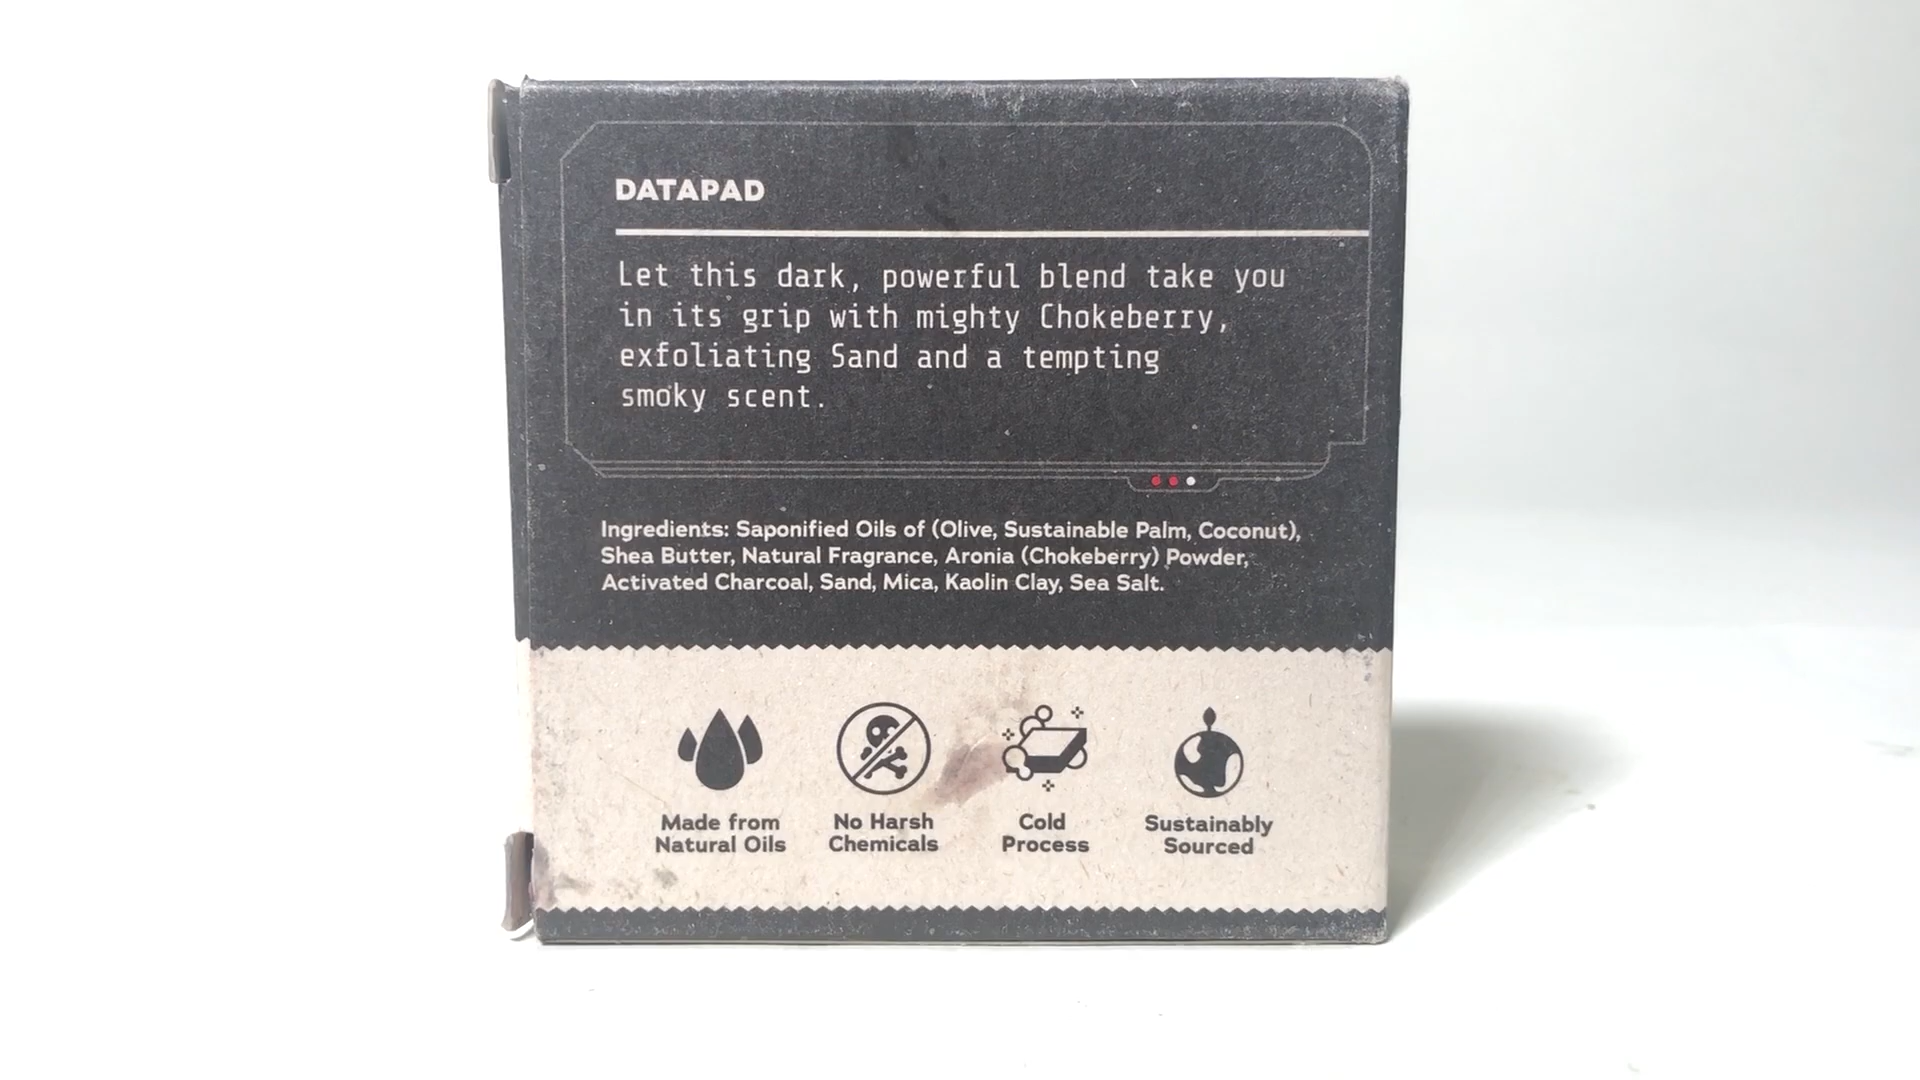 DATAPAD
Let this dark, powerful blend take you
in its grip with mighty Chokeberry,
exfoliating Sand and a tempting
smoky scent.
Ingredients: Saponified Oils of (Olive, Sustainable Palm, Coconut),
Shea Butter, Natural Fragrance, Aronia (Chokeberry) Powder,
Activated Charcoal, Sand, Mica, Kaolin Clay, Sea Salt.
Made from
Natural Oils
No Harsh
Chemicals
Cold
Process
Sustainably
Sourced